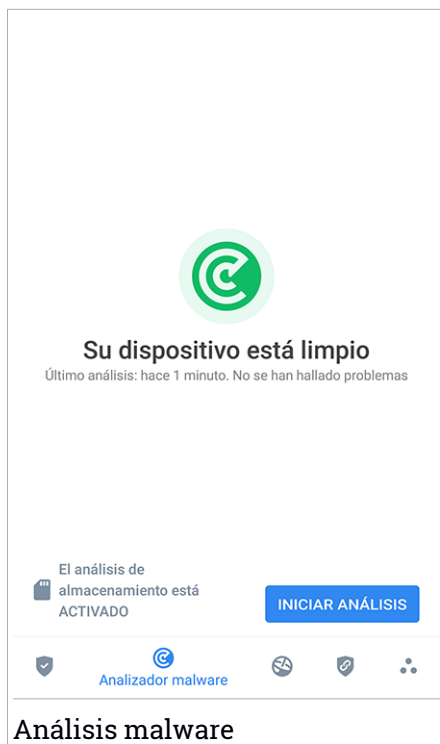 Su dispositivo está limpio
Último análisis: hace 1 minuto. No se han hallado problemas
El análisis de
almacenamiento está
ACTIVADO
INICIAR ANÁLISIS
Analizador malware
Análisis malware